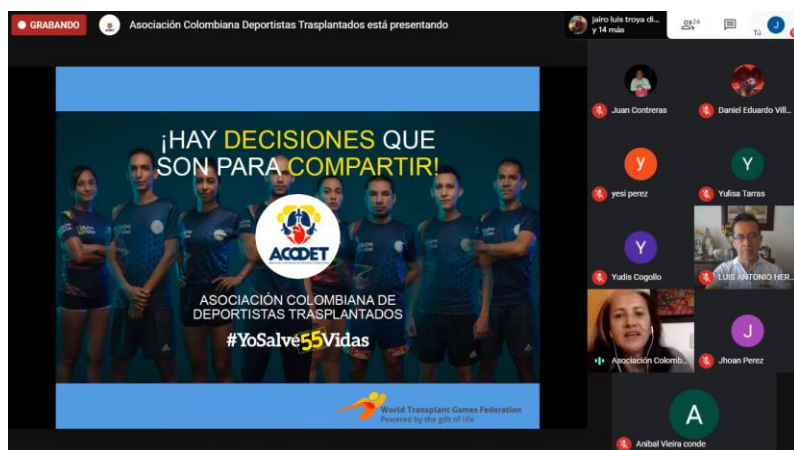 GRABANDO
Asociación Colombiana Deportistas Trasplantados está presentando
jairo luis troya di...
y 14 más
26
Tú
J
¡HAY DECISIONES QUE
SON PARA COMPARTIR!
ACODET
ASOCIACIÓN COLOMBIANA DE
DEPORTISTAS TRASPLANTADOS
#YoSalvé55Vidas
World Transplant Games Federation
Powered by the gift of life
Juan Contreras
Daniel Eduardo Vill...
y
yesi perez
Y
Yulisa Tarras
Y
Yudis Cogollo
LUIS ANTONIO HER...
Asociación Colomb...
J
Jhoan Perez
A
Anibal Vieira conde